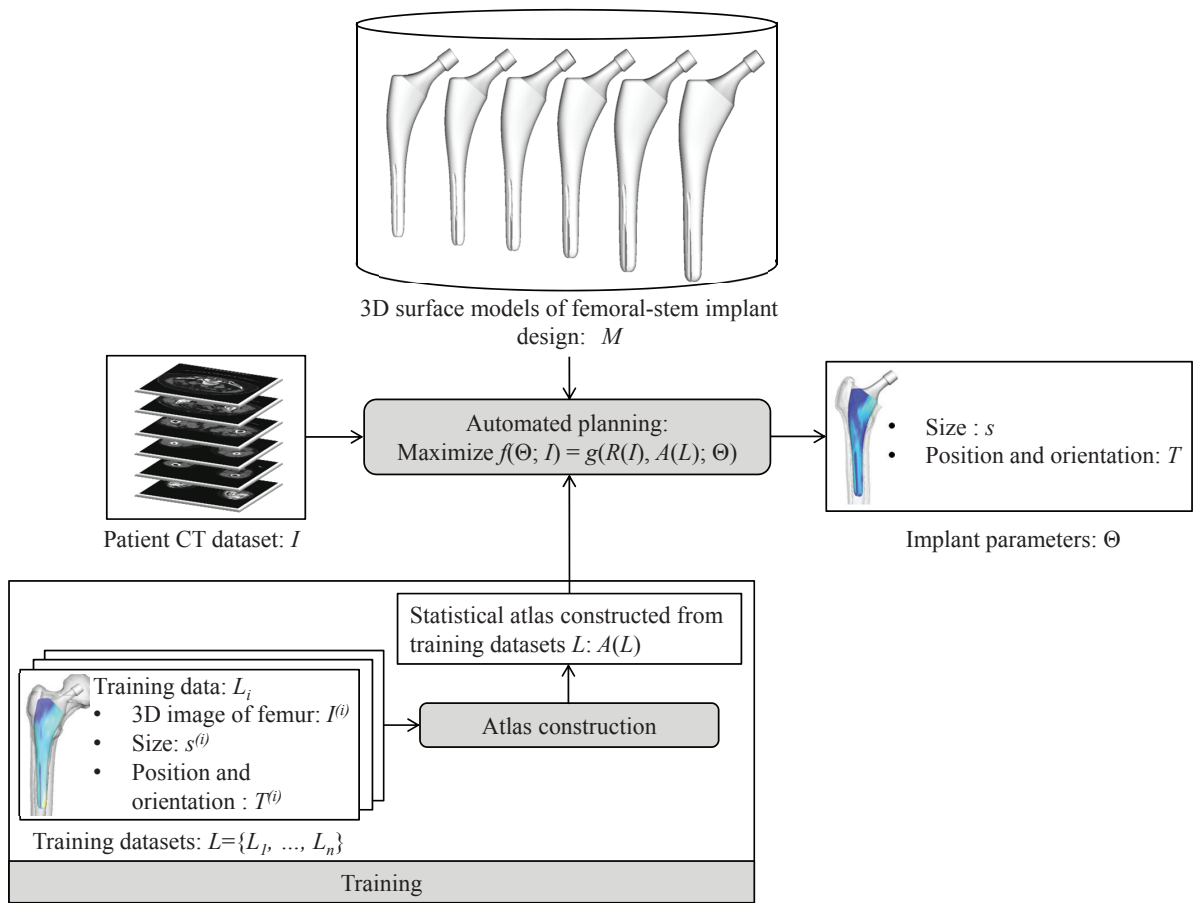 3D surface models of femoral-stem implant
design: M
Automated planning:
Maximize f(Θ; I) = g(R(I), A(L); Θ)
• Size : s
• Position and orientation: T
Patient CT dataset: I
Implant parameters: Θ
Statistical atlas constructed from
training datasets L: A(L)
Training data: Lᵢ
• 3D image of femur: I⁽ⁱ⁾
• Size: s⁽ⁱ⁾
• Position and
orientation : T⁽ⁱ⁾
Atlas construction
Training datasets: L={L₁, ..., Lₙ}
Training